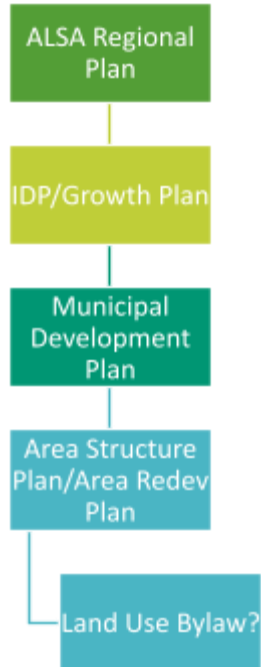 ALSA Regional
Plan
IDP/Growth Plan
Municipal
Development
Plan
Area Structure
Plan/Area Redev
Plan
Land Use Bylaw?